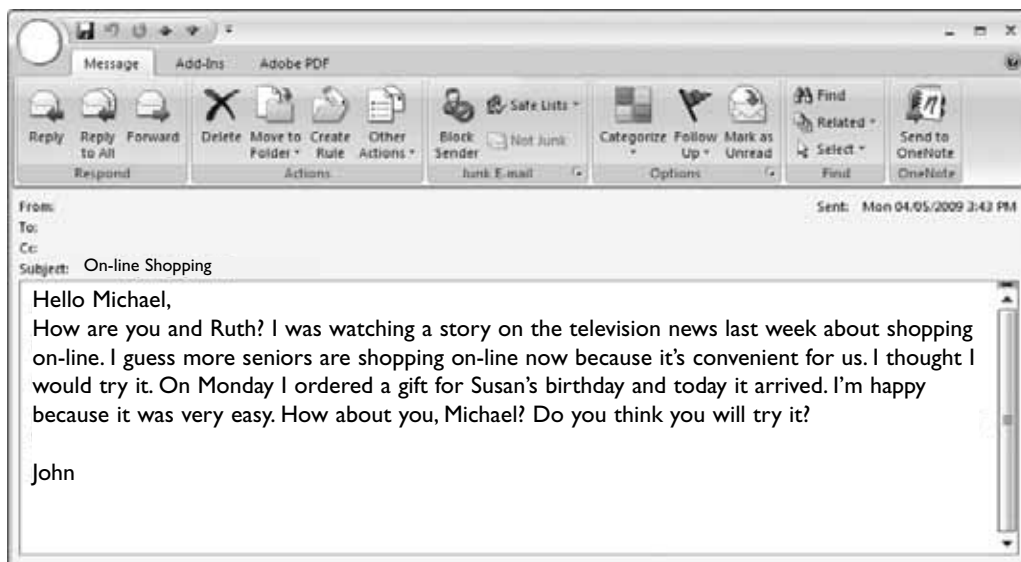 Message Add-Ins Adobe PDF
Reply Reply to All Forward
Respond
Delete Move to Folder Create Rule Other Actions
Actions
Block Sender Safe Lists Not Junk
Junk E-mail
Categorize Follow Up Mark as Unread
Options
Find
Related
Select
Find
Send to OneNote
OneNote
From: Sent: Mon 04/05/2009 3:43 PM
To:
Cc:
Subject: On-line Shopping
Hello Michael,
How are you and Ruth? I was watching a story on the television news last week about shopping
on-line. I guess more seniors are shopping on-line now because it's convenient for us. I thought I
would try it. On Monday I ordered a gift for Susan's birthday and today it arrived. I'm happy
because it was very easy. How about you, Michael? Do you think you will try it?
John